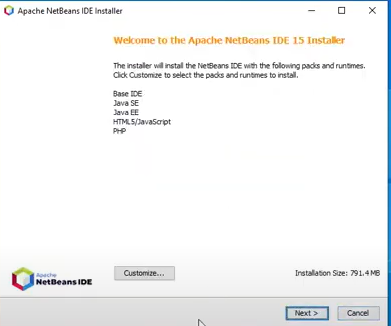 Apache NetBeans IDE Installer
Welcome to the Apache NetBeans IDE 15 Installer
The installer will install the NetBeans IDE with the following packs and runtimes.
Click Customize to select the packs and runtimes to install.
Base IDE
Java SE
Java EE
HTML5/JavaScript
PHP
Apache
NetBeans IDE
Customize...
Installation Size: 791.4 MB
Next >
Cancel